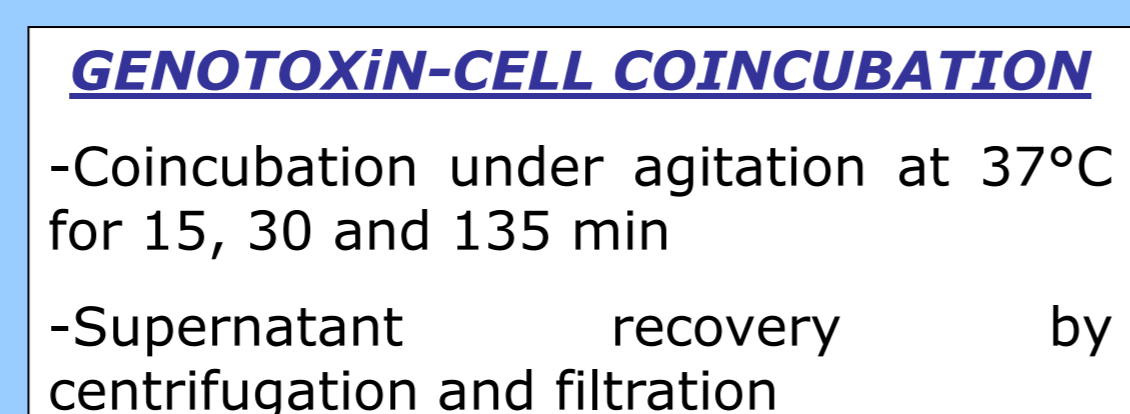 GENOTOXiN-CELL COINCUBATION
-Coincubation under agitation at 37°C
for 15, 30 and 135 min
-Supernatant recovery by
centrifugation and filtration